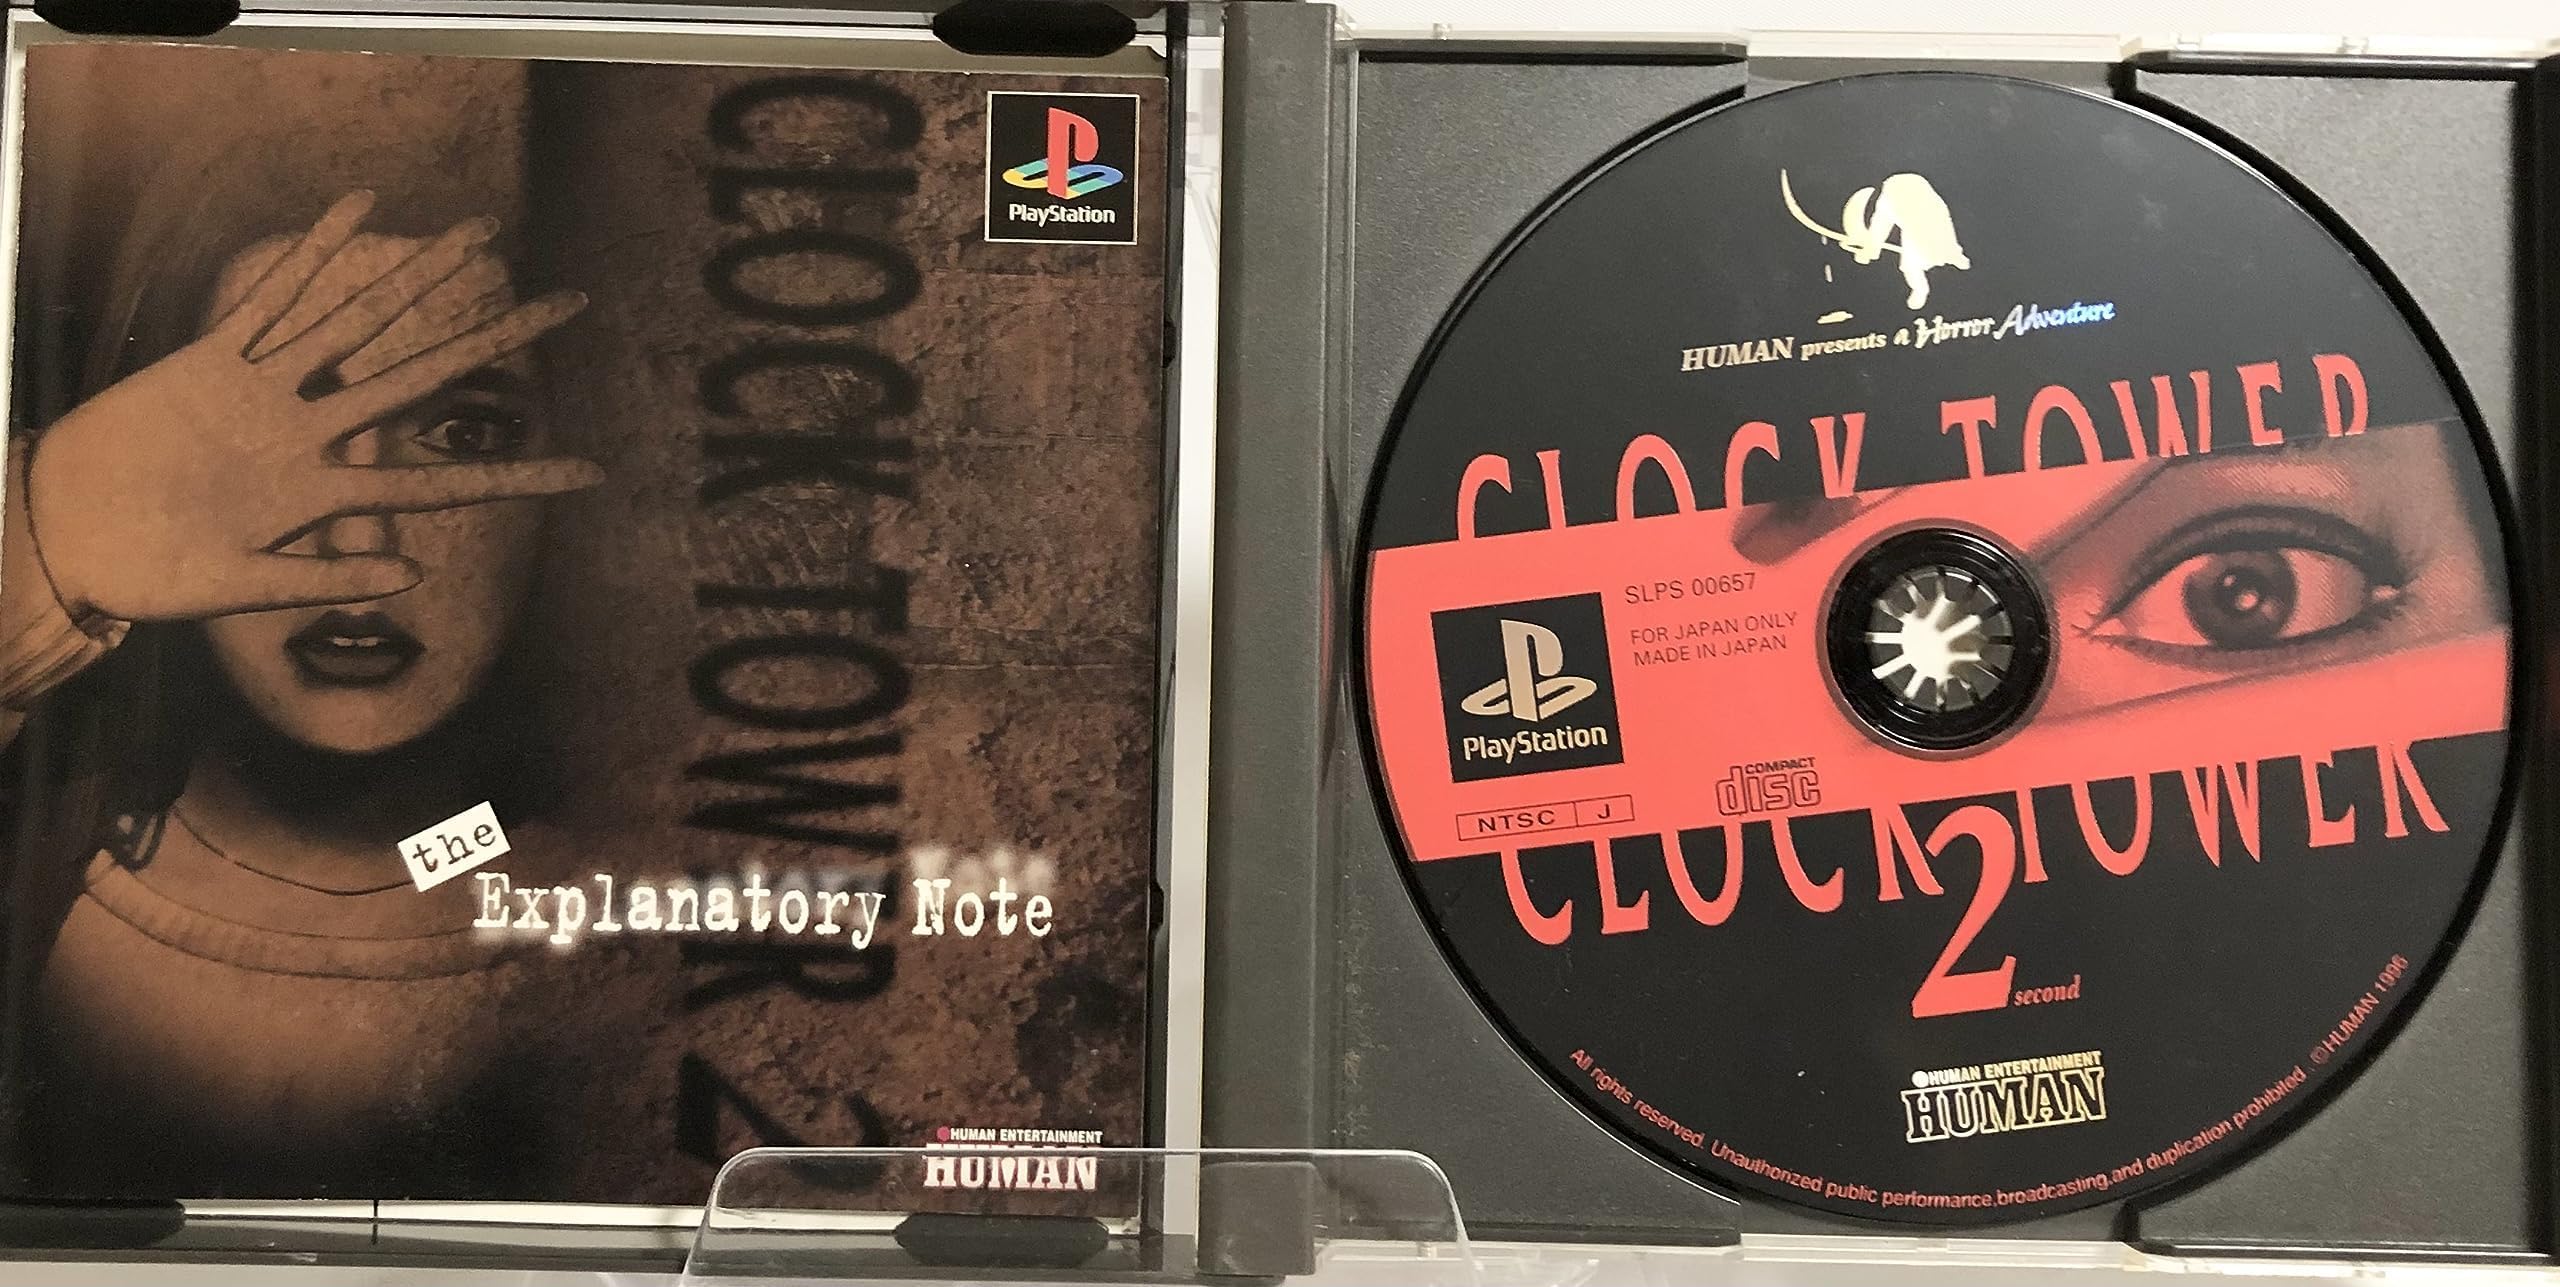 CLOCK TOWER 2
PlayStation
the
Explanatory Note
HUMAN ENTERTAINMENT
HUMAN
HUMAN presents a Horror Adventure
CLOCK TOWER
SLPS 00657
FOR JAPAN ONLY
MADE IN JAPAN
PlayStation
COMPACT
disc
NTSC J
CLOCK TOWER
2
second
HUMAN ENTERTAINMENT
HUMAN
All rights reserved. Unauthorized public performance,broadcasting,and duplication prohibited. ©HUMAN 1996